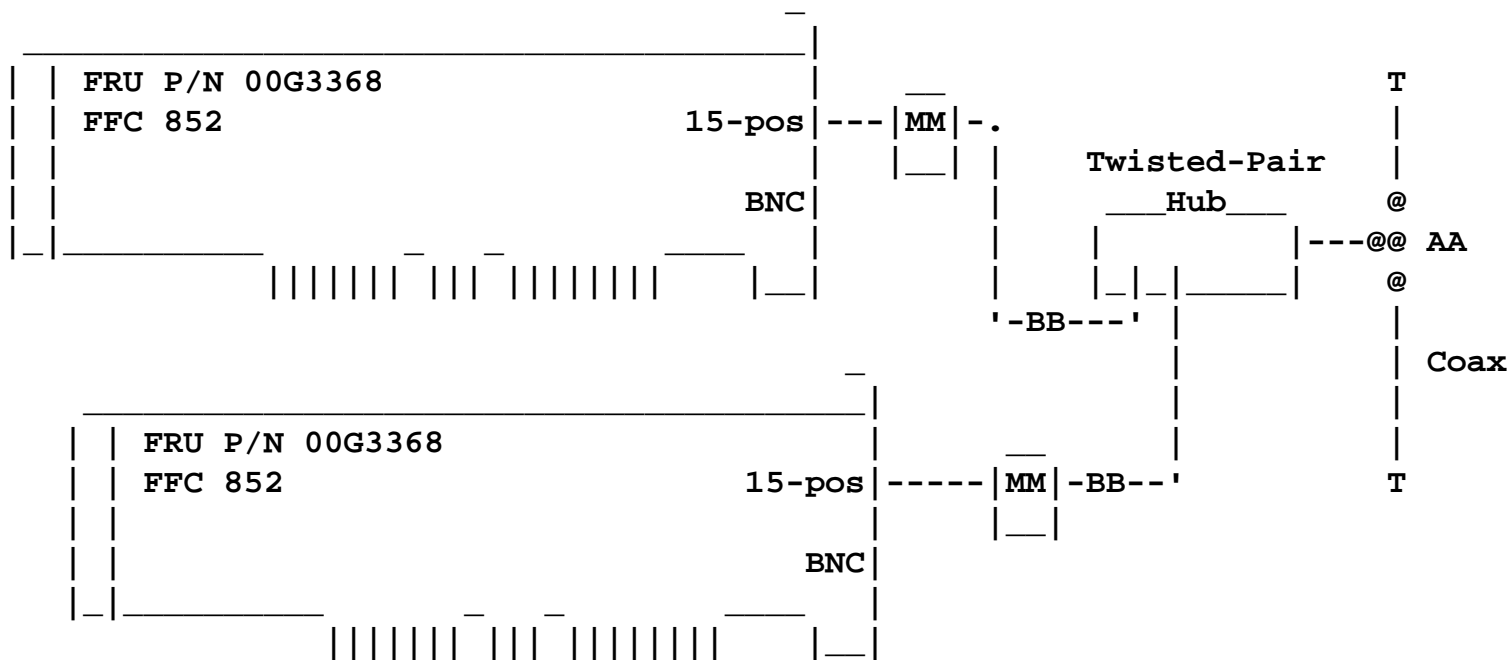 FRU P/N 00G3368 T
FFC 852 15-pos MM
Twisted-Pair
BNC Hub @
@@ AA
@
BB
Coax
FRU P/N 00G3368
FFC 852 15-pos MM BB T
BNC